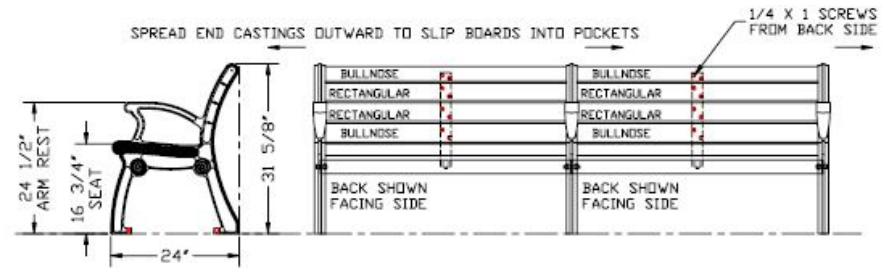 SPREAD END CASTINGS OUTWARD TO SLIP BOARDS INTO POCKETS
1/4 X 1 SCREWS
FROM BACK SIDE
BULLNOSE
BULLNOSE
RECTANGULAR
RECTANGULAR
RECTANGULAR
RECTANGULAR
BULLNOSE
BULLNOSE
24 1/2"
ARM REST
16 3/4"
SEAT
31 5/8"
BACK SHOWN
FACING SIDE
BACK SHOWN
FACING SIDE
24"